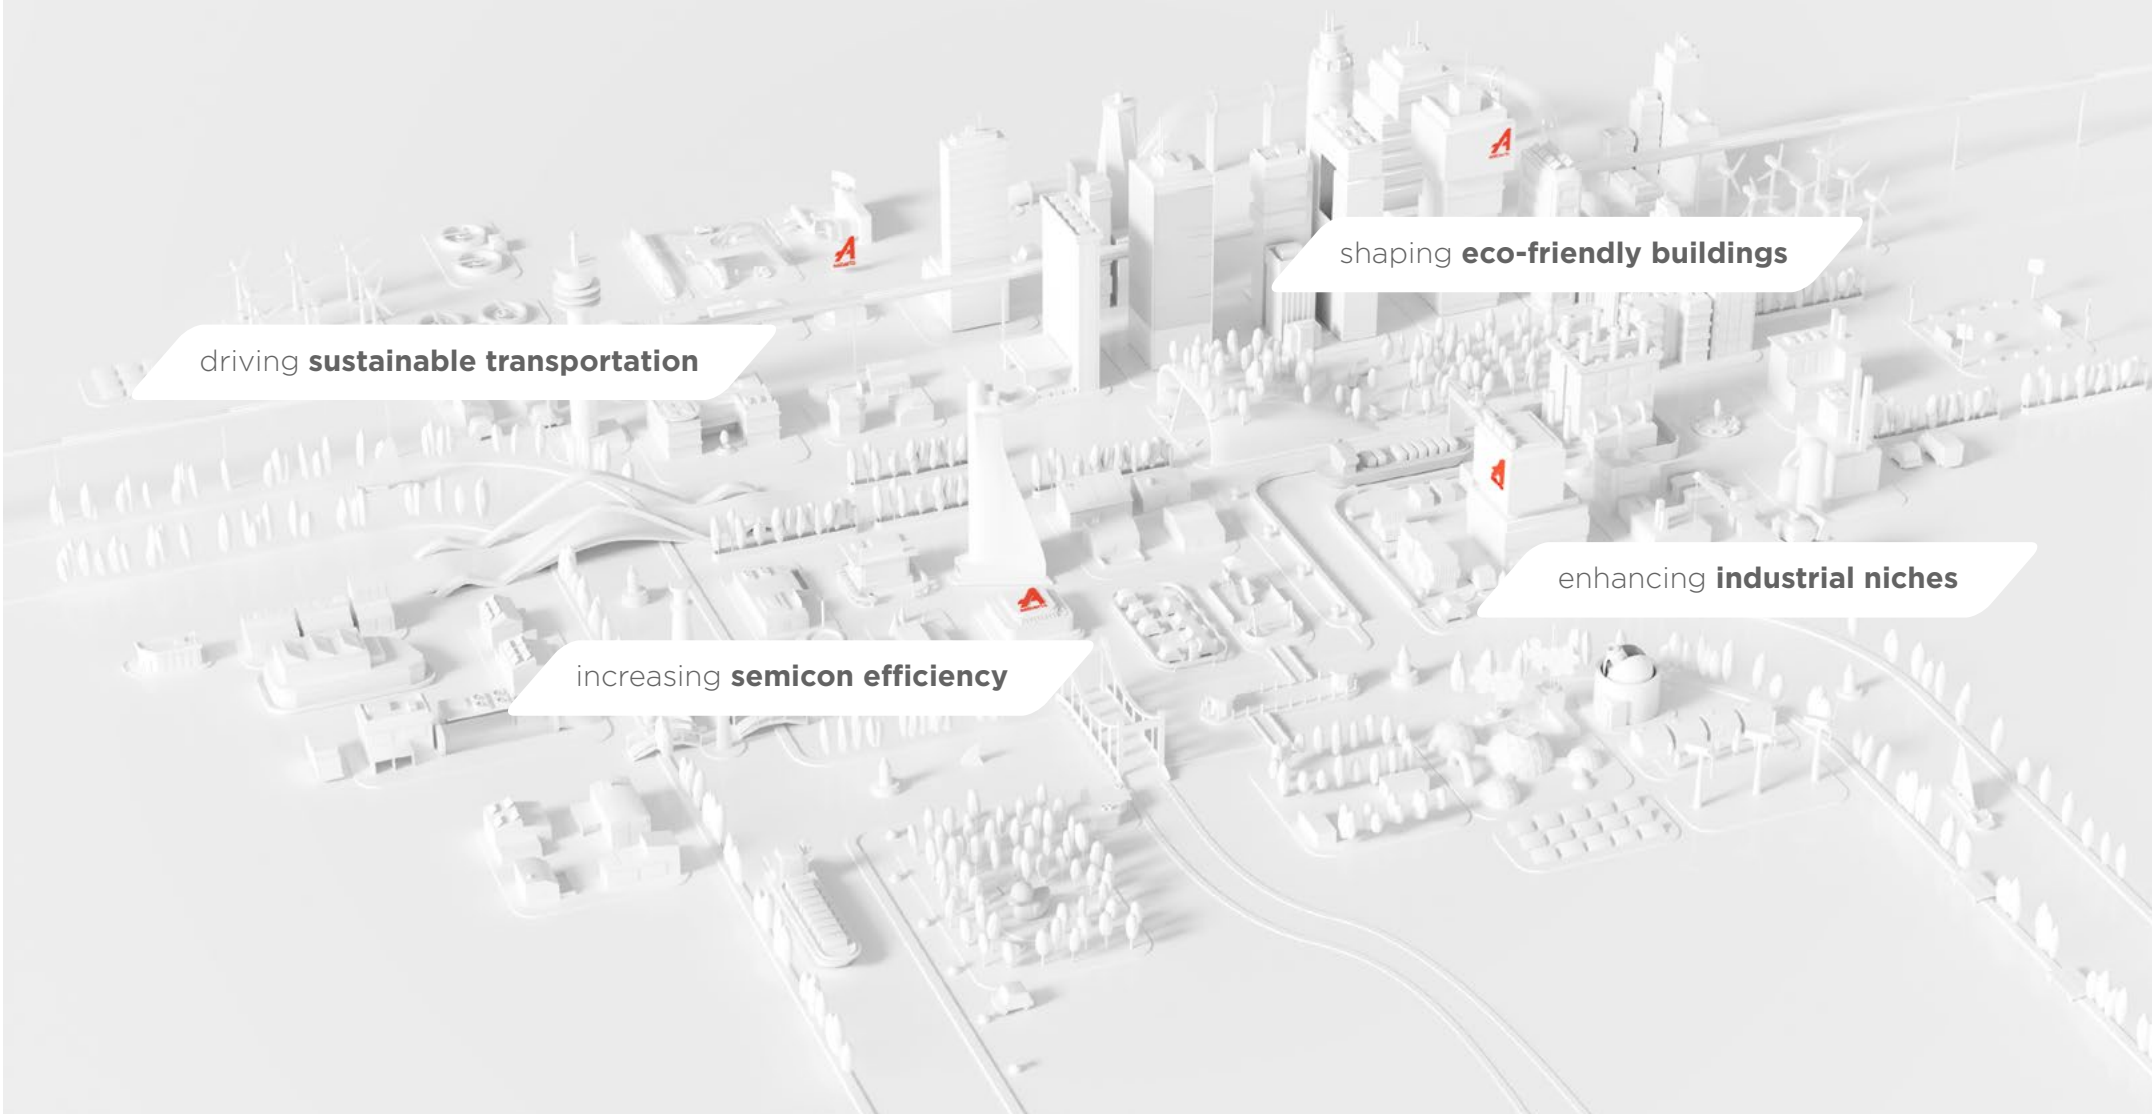 shaping eco-friendly buildings
driving sustainable transportation
enhancing industrial niches
increasing semicon efficiency